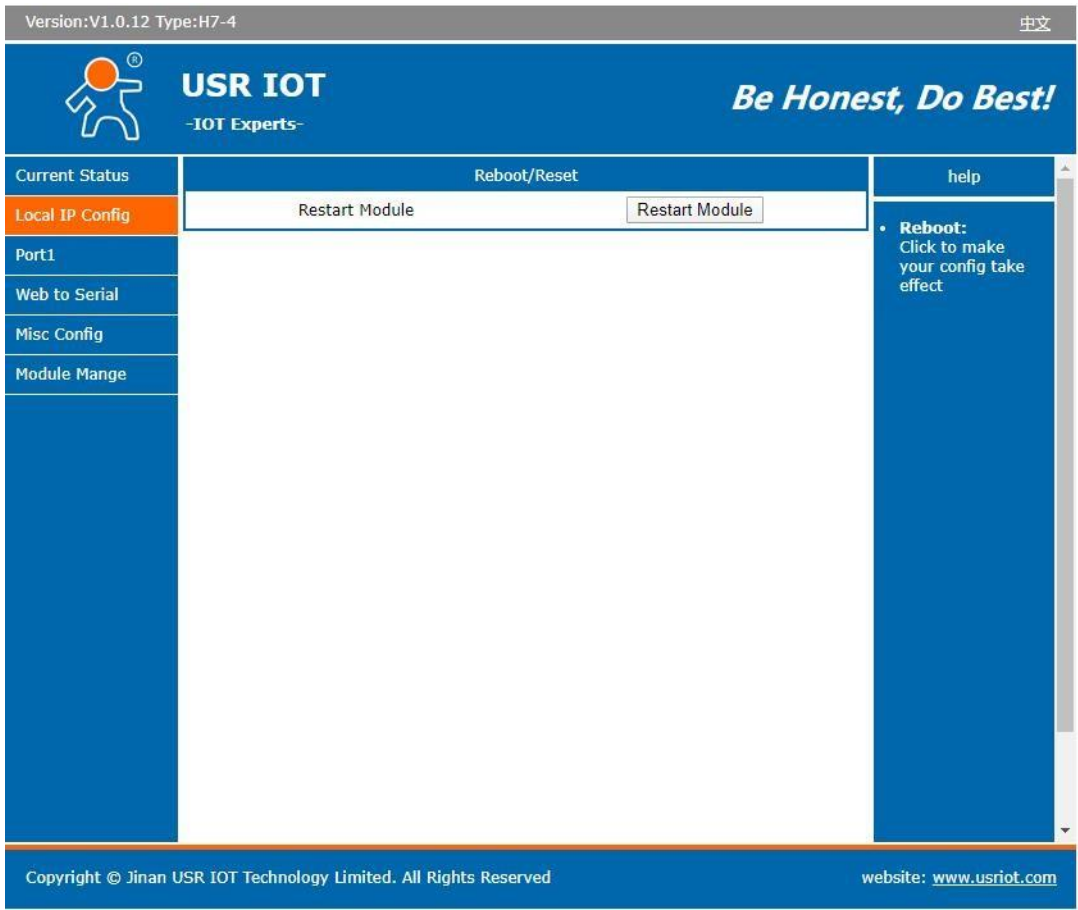 Version:V1.0.12 Type:H7-4
中文
®
USR IOT
-IOT Experts-
Be Honest, Do Best!
Current Status
Local IP Config
Port1
Web to Serial
Misc Config
Module Mange
Reboot/Reset
Restart Module
Restart Module
help
• Reboot:
Click to make
your config take
effect
Copyright © Jinan USR IOT Technology Limited. All Rights Reserved
website: www.usriot.com